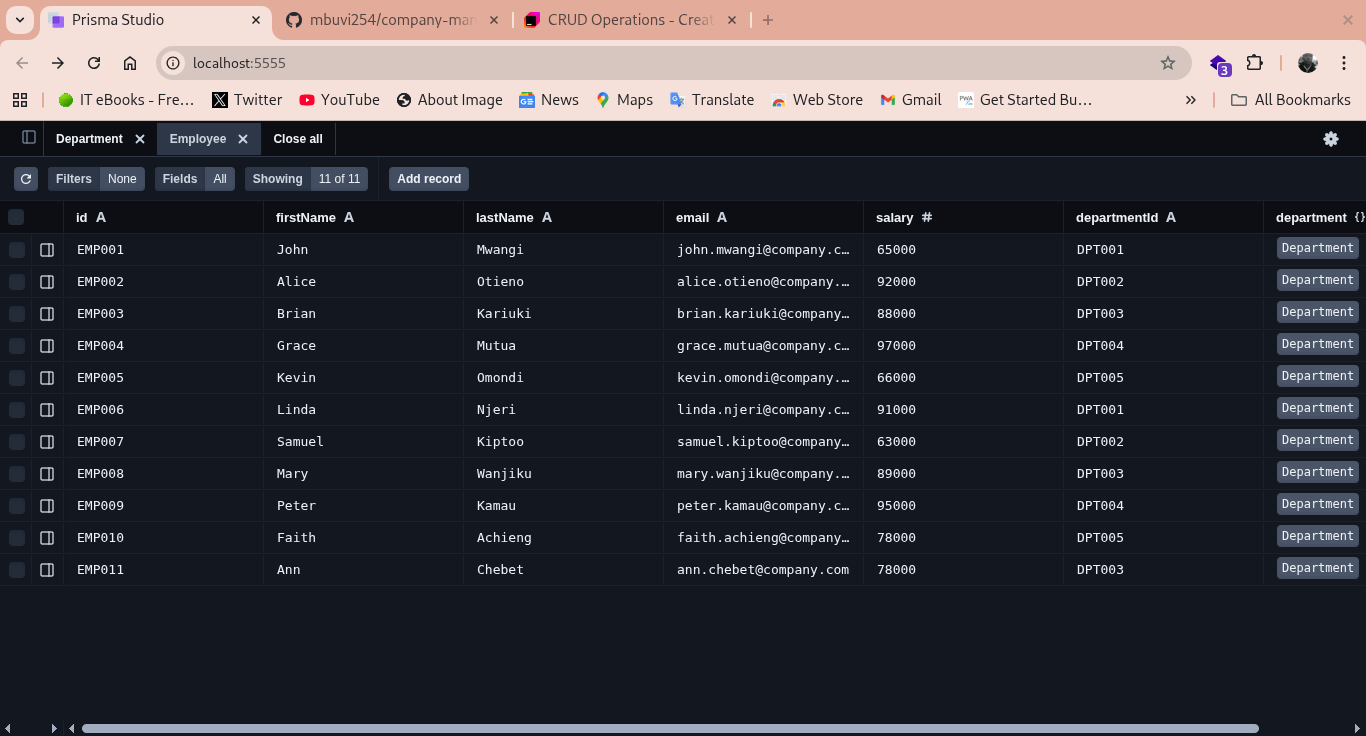 Prisma Studio mbuvi254/company-man CRUD Operations - Creat
localhost:5555 3
IT eBooks - Fre... Twitter YouTube About Image News Maps Translate Web Store Gmail Get Started Bu... All Bookmarks
Department Employee Close all
Filters None Fields All Showing 11 of 11 Add record
id A firstName A lastName A email A salary # departmentId A department {}
EMP001 John Mwangi john.mwangi@company.c… 65000 DPT001 Department
EMP002 Alice Otieno alice.otieno@company.… 92000 DPT002 Department
EMP003 Brian Kariuki brian.kariuki@company… 88000 DPT003 Department
EMP004 Grace Mutua grace.mutua@company.c… 97000 DPT004 Department
EMP005 Kevin Omondi kevin.omondi@company.… 66000 DPT005 Department
EMP006 Linda Njeri linda.njeri@company.c… 91000 DPT001 Department
EMP007 Samuel Kiptoo samuel.kiptoo@company… 63000 DPT002 Department
EMP008 Mary Wanjiku mary.wanjiku@company.… 89000 DPT003 Department
EMP009 Peter Kamau peter.kamau@company.c… 95000 DPT004 Department
EMP010 Faith Achieng faith.achieng@company… 78000 DPT005 Department
EMP011 Ann Chebet ann.chebet@company.com 78000 DPT003 Department